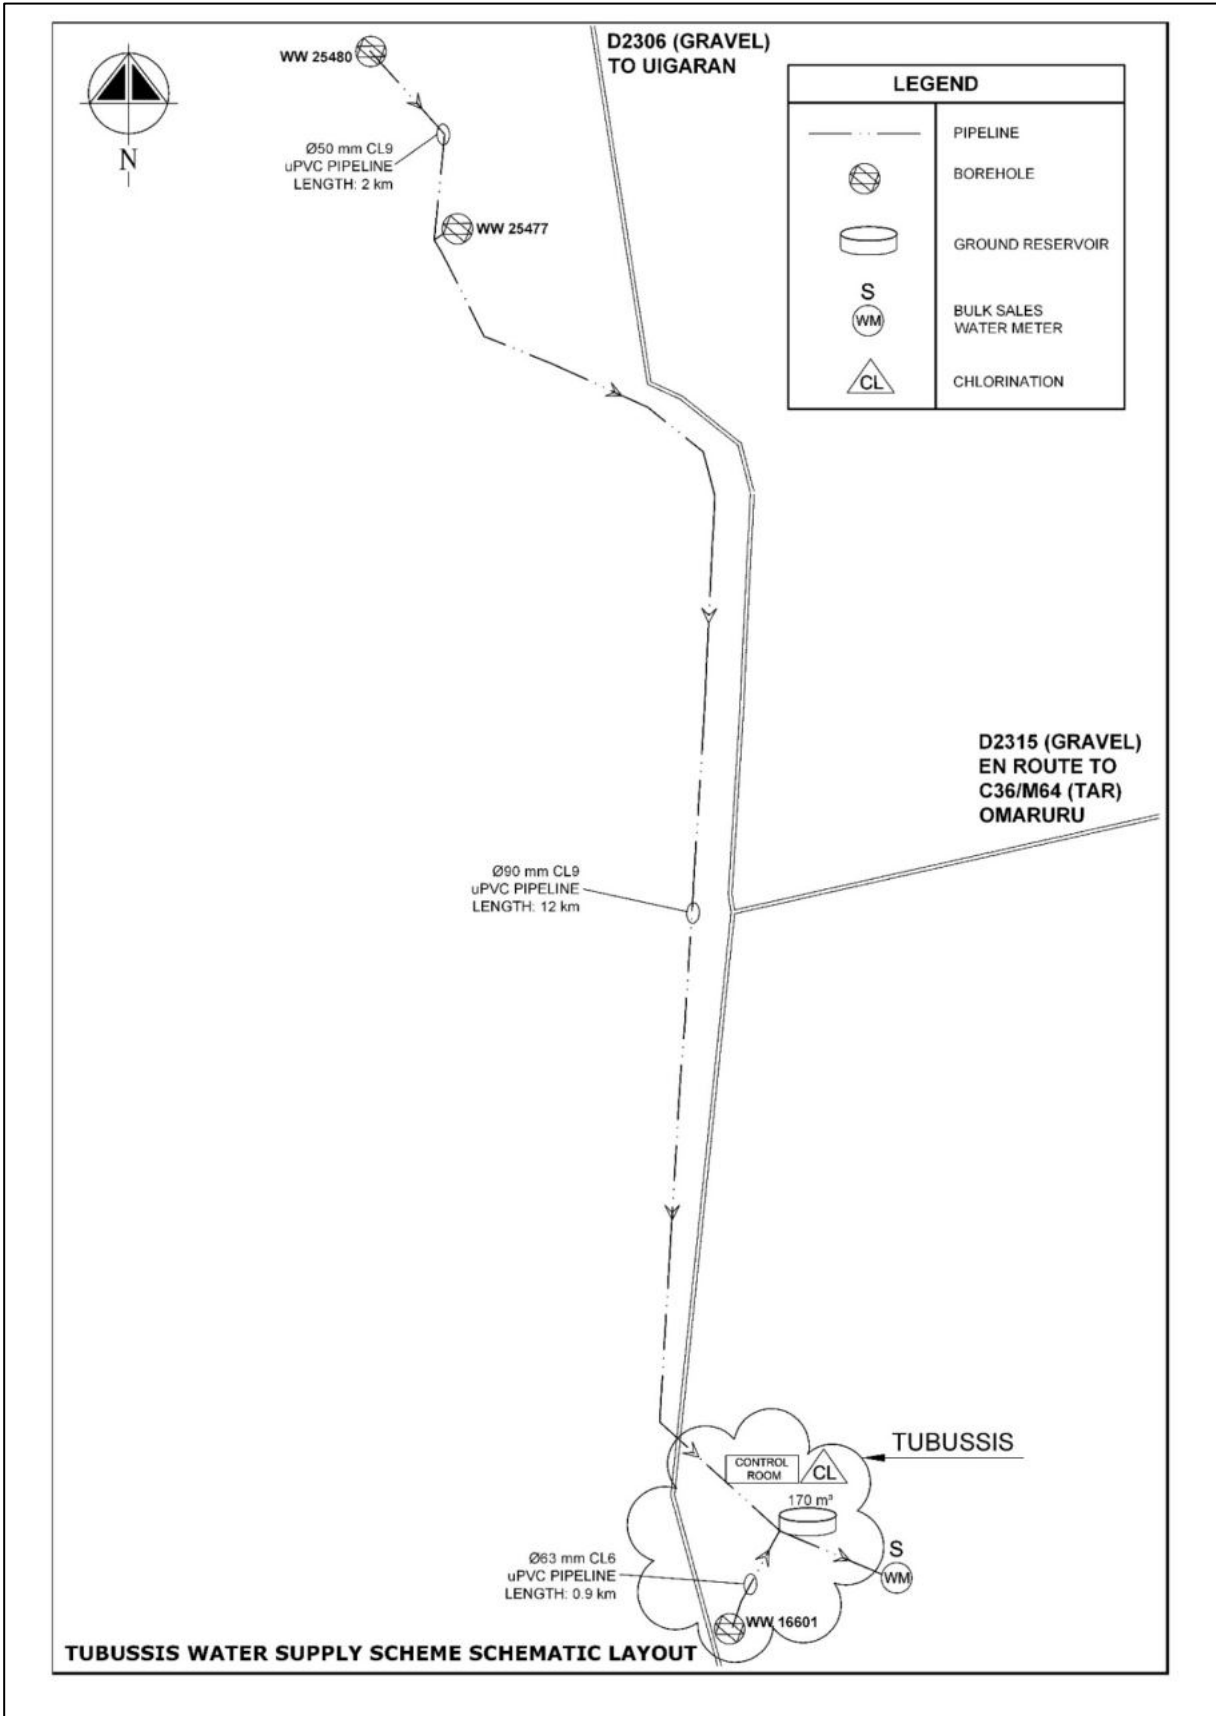 WW 25480
D2306 (GRAVEL)
TO UIGARAN
N
Ø50 mm CL9
uPVC PIPELINE
LENGTH: 2 km
WW 25477
LEGEND
PIPELINE
BOREHOLE
GROUND RESERVOIR
S
WM
BULK SALES
WATER METER
CL
CHLORINATION
D2315 (GRAVEL)
EN ROUTE TO
C36/M64 (TAR)
OMARURU
Ø90 mm CL9
uPVC PIPELINE
LENGTH: 12 km
TUBUSSIS
CONTROL
ROOM
CL
170 m³
S
WM
Ø63 mm CL6
uPVC PIPELINE
LENGTH: 0.9 km
WW 16601
TUBUSSIS WATER SUPPLY SCHEME SCHEMATIC LAYOUT